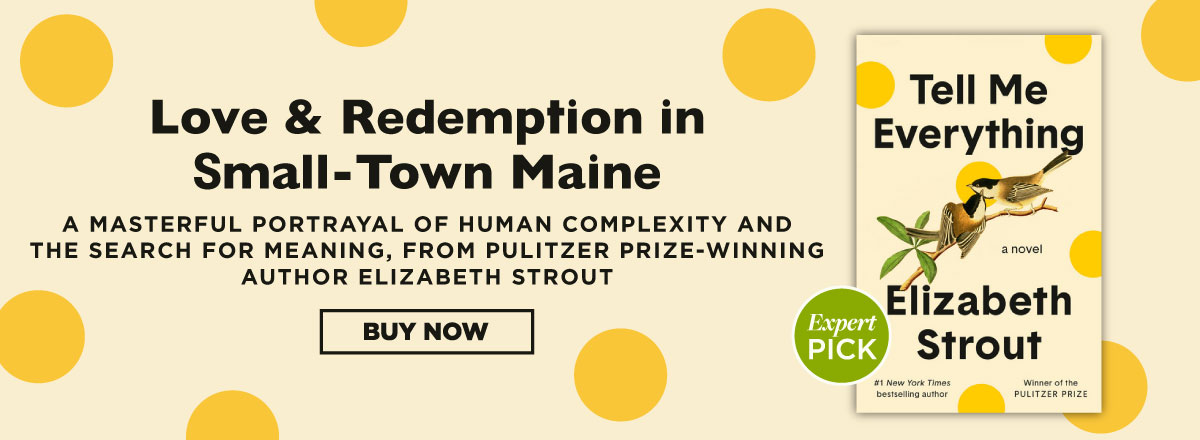 Love & Redemption in
Small-Town Maine
A MASTERFUL PORTRAYAL OF HUMAN COMPLEXITY AND
THE SEARCH FOR MEANING, FROM PULITZER PRIZE-WINNING
AUTHOR ELIZABETH STROUT
BUY NOW
Tell Me
Everything
a novel
Elizabeth
Strout
#1 New York Times
bestselling author
Winner of the
PULITZER PRIZE
Expert
PICK